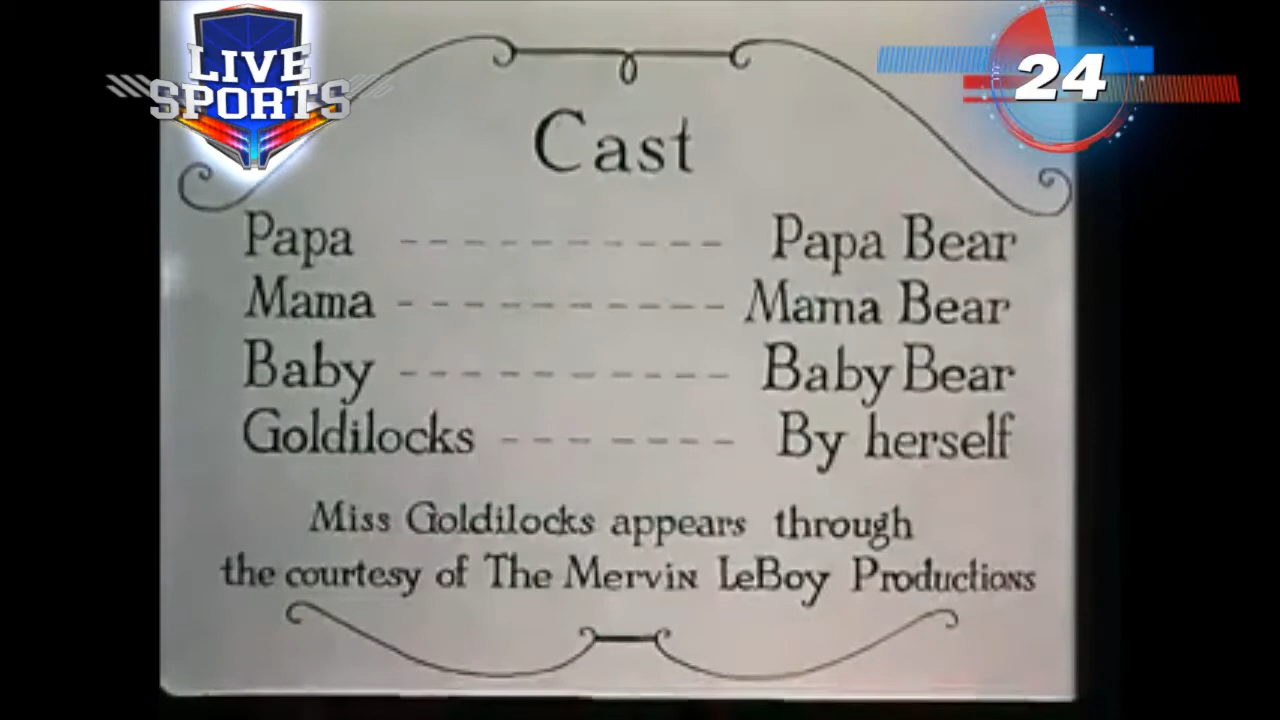 LIVE
SPORTS
24
Cast
Papa ---------- Papa Bear
Mama ---------- Mama Bear
Baby ---------- Baby Bear
Goldilocks ------- By herself
Miss Goldilocks appears through
the courtesy of The Mervin LeBoy Productions